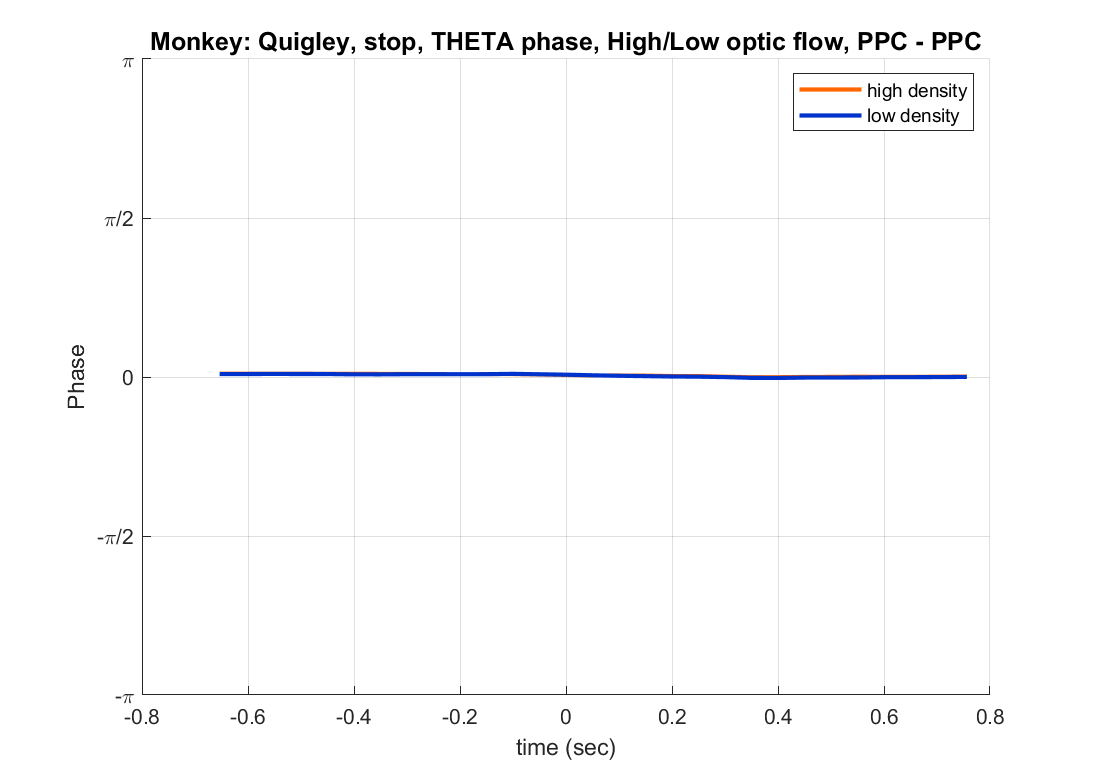 Monkey: Quigley, stop, THETA phase, High/Low optic flow, PPC - PPC
π
high density
low density
π/2
Phase
0
-π/2
-π
-0.8
-0.6
-0.4
-0.2
0
0.2
0.4
0.6
0.8
time (sec)